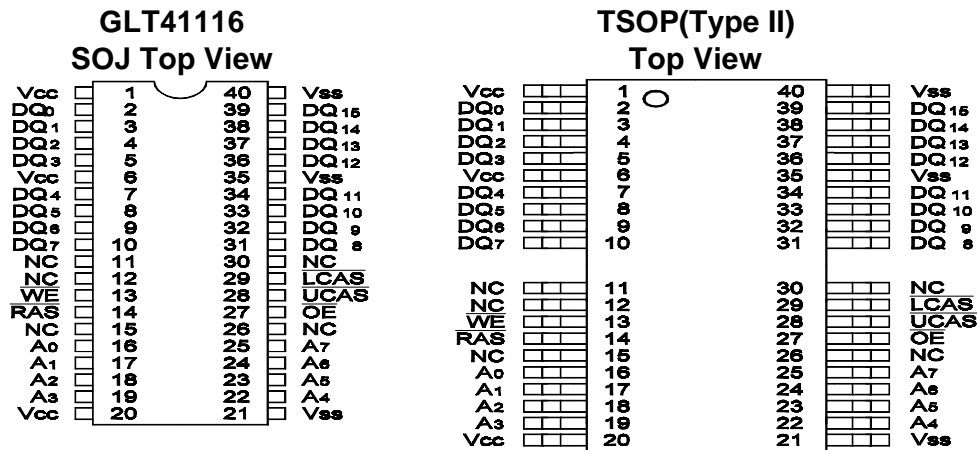 GLT41116
SOJ Top View
Vcc 1 40 Vss
DQ0 2 39 DQ15
DQ1 3 38 DQ14
DQ2 4 37 DQ13
DQ3 5 36 DQ12
Vcc 6 35 Vss
DQ4 7 34 DQ11
DQ5 8 33 DQ10
DQ6 9 32 DQ9
DQ7 10 31 DQ8
NC 11 30 NC
NC 12 29 LCAS
WE 13 28 UCAS
RAS 14 27 OE
NC 15 26 NC
A0 16 25 A7
A1 17 24 A6
A2 18 23 A5
A3 19 22 A4
Vcc 20 21 Vss
TSOP(Type II)
Top View
Vcc 1 40 Vss
DQ0 2 39 DQ15
DQ1 3 38 DQ14
DQ2 4 37 DQ13
DQ3 5 36 DQ12
Vcc 6 35 Vss
DQ4 7 34 DQ11
DQ5 8 33 DQ10
DQ6 9 32 DQ9
DQ7 10 31 DQ8
NC 11 30 NC
NC 12 29 LCAS
WE 13 28 UCAS
RAS 14 27 OE
NC 15 26 NC
A0 16 25 A7
A1 17 24 A6
A2 18 23 A5
A3 19 22 A4
Vcc 20 21 Vss